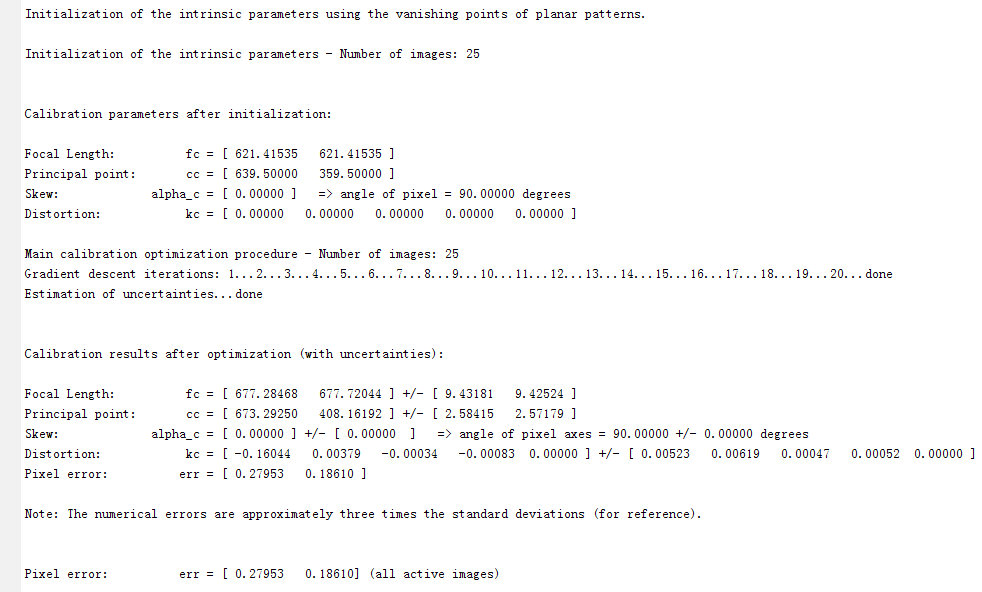 Initialization of the intrinsic parameters using the vanishing points of planar patterns.
Initialization of the intrinsic parameters - Number of images: 25
Calibration parameters after initialization:
Focal Length: fc = [ 621.41535 621.41535 ]
Principal point: cc = [ 639.50000 359.50000 ]
Skew: alpha_c = [ 0.00000 ] => angle of pixel = 90.00000 degrees
Distortion: kc = [ 0.00000 0.00000 0.00000 0.00000 0.00000 ]
Main calibration optimization procedure - Number of images: 25
Gradient descent iterations: 1...2...3...4...5...6...7...8...9...10...11...12...13...14...15...16...17...18...19...20...done
Estimation of uncertainties...done
Calibration results after optimization (with uncertainties):
Focal Length: fc = [ 677.28468 677.72044 ] +/- [ 9.43181 9.42524 ]
Principal point: cc = [ 673.29250 408.16192 ] +/- [ 2.58415 2.57179 ]
Skew: alpha_c = [ 0.00000 ] +/- [ 0.00000 ] => angle of pixel axes = 90.00000 +/- 0.00000 degrees
Distortion: kc = [ -0.16044 0.00379 -0.00034 -0.00083 0.00000 ] +/- [ 0.00523 0.00619 0.00047 0.00052 0.00000 ]
Pixel error: err = [ 0.27953 0.18610 ]
Note: The numerical errors are approximately three times the standard deviations (for reference).
Pixel error: err = [ 0.27953 0.18610] (all active images)